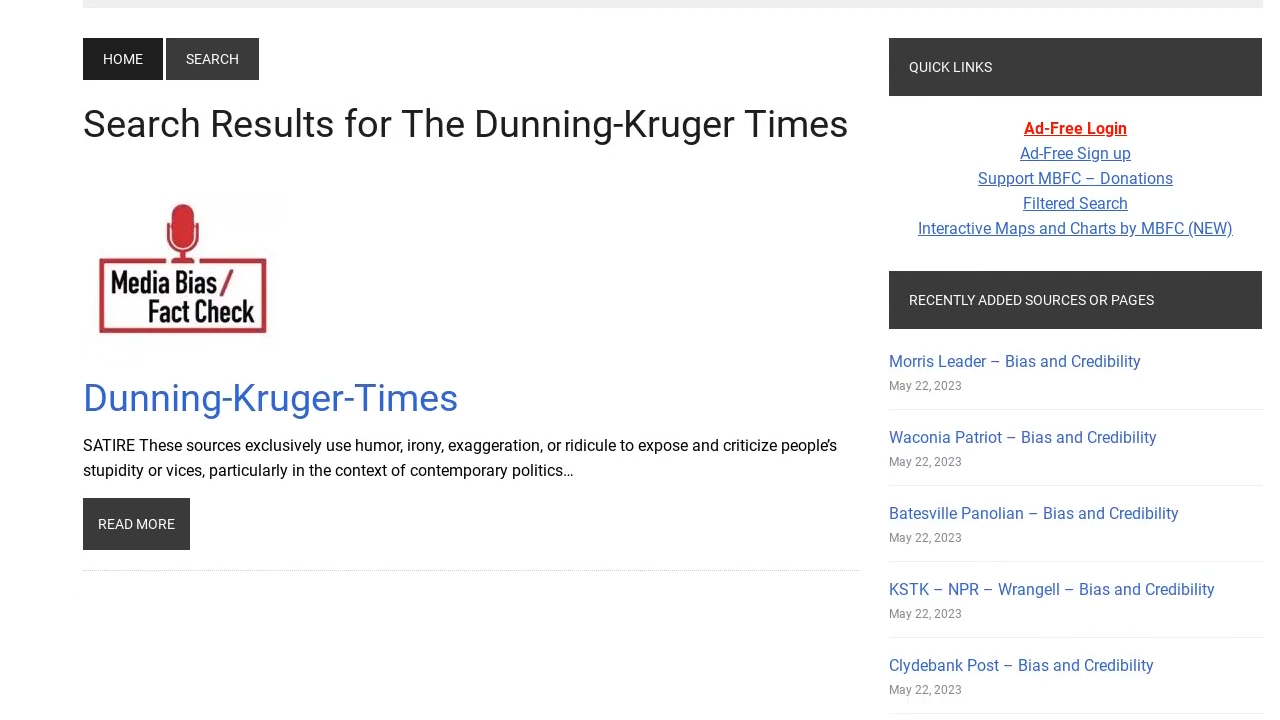 HOME
SEARCH
Search Results for The Dunning-Kruger Times
Media Bias/
Fact Check
Dunning-Kruger-Times
SATIRE These sources exclusively use humor, irony, exaggeration, or ridicule to expose and criticize people’s
stupidity or vices, particularly in the context of contemporary politics…
READ MORE
QUICK LINKS
Ad-Free Login
Ad-Free Sign up
Support MBFC – Donations
Filtered Search
Interactive Maps and Charts by MBFC (NEW)
RECENTLY ADDED SOURCES OR PAGES
Morris Leader – Bias and Credibility
May 22, 2023
Waconia Patriot – Bias and Credibility
May 22, 2023
Batesville Panolian – Bias and Credibility
May 22, 2023
KSTK – NPR – Wrangell – Bias and Credibility
May 22, 2023
Clydebank Post – Bias and Credibility
May 22, 2023